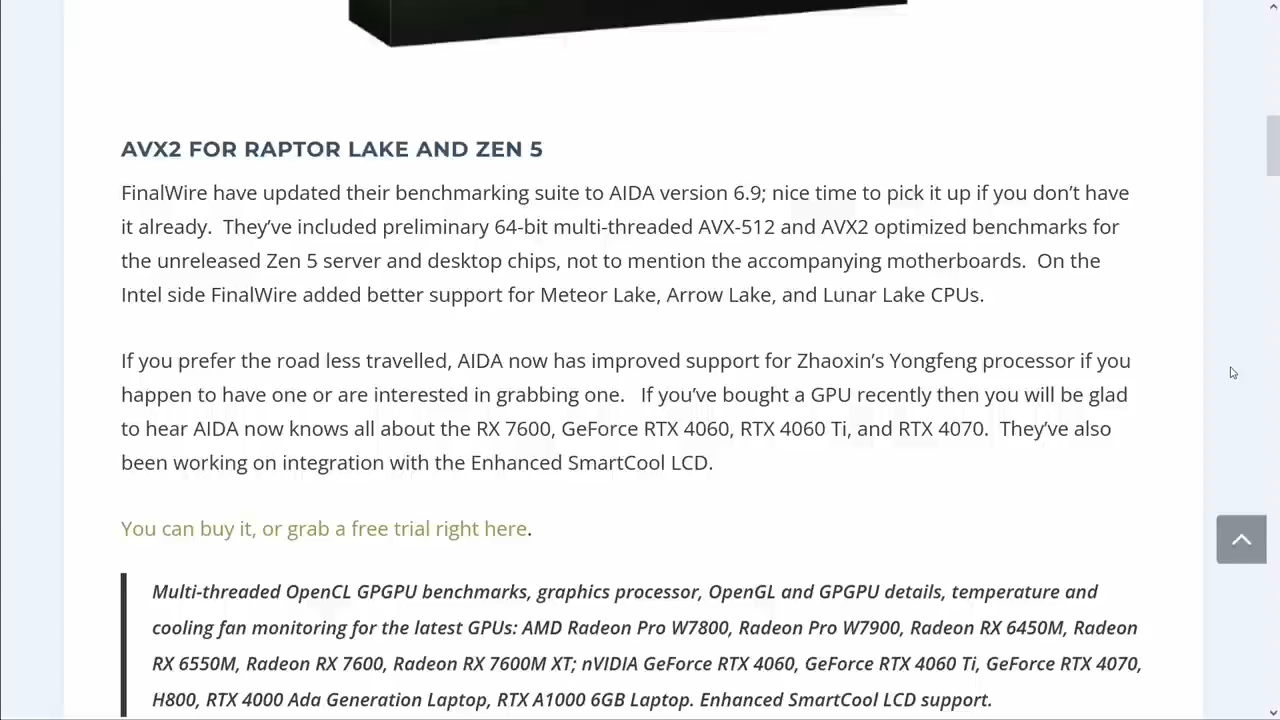 AVX2 FOR RAPTOR LAKE AND ZEN 5
FinalWire have updated their benchmarking suite to AIDA version 6.9; nice time to pick it up if you don’t have
it already.  They’ve included preliminary 64-bit multi-threaded AVX-512 and AVX2 optimized benchmarks for
the unreleased Zen 5 server and desktop chips, not to mention the accompanying motherboards.  On the
Intel side FinalWire added better support for Meteor Lake, Arrow Lake, and Lunar Lake CPUs.
If you prefer the road less travelled, AIDA now has improved support for Zhaoxin’s Yongfeng processor if you
happen to have one or are interested in grabbing one.   If you’ve bought a GPU recently then you will be glad
to hear AIDA now knows all about the RX 7600, GeForce RTX 4060, RTX 4060 Ti, and RTX 4070.  They’ve also
been working on integration with the Enhanced SmartCool LCD.
You can buy it, or grab a free trial right here.
Multi-threaded OpenCL GPGPU benchmarks, graphics processor, OpenGL and GPGPU details, temperature and
cooling fan monitoring for the latest GPUs: AMD Radeon Pro W7800, Radeon Pro W7900, Radeon RX 6450M, Radeon
RX 6550M, Radeon RX 7600, Radeon RX 7600M XT; nVIDIA GeForce RTX 4060, GeForce RTX 4060 Ti, GeForce RTX 4070,
H800, RTX 4000 Ada Generation Laptop, RTX A1000 6GB Laptop. Enhanced SmartCool LCD support.